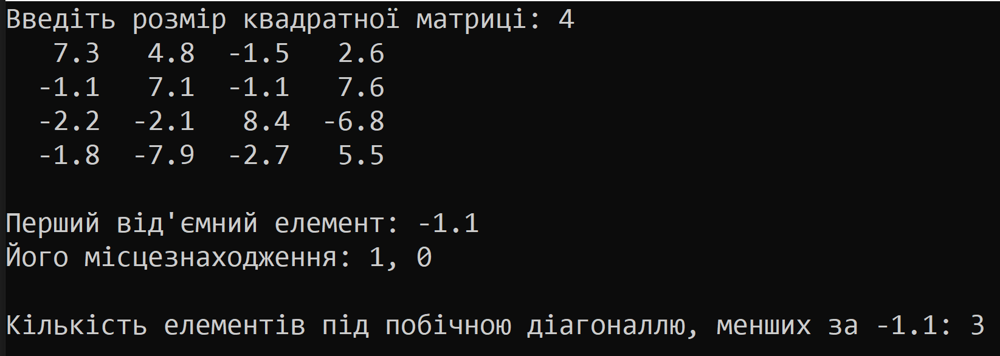 Введіть розмір квадратної матриці: 4
7.3 4.8 -1.5 2.6
-1.1 7.1 -1.1 7.6
-2.2 -2.1 8.4 -6.8
-1.8 -7.9 -2.7 5.5
Перший від'ємний елемент: -1.1
Його місцезнаходження: 1, 0
Кількість елементів під побічною діагоналлю, менших за -1.1: 3